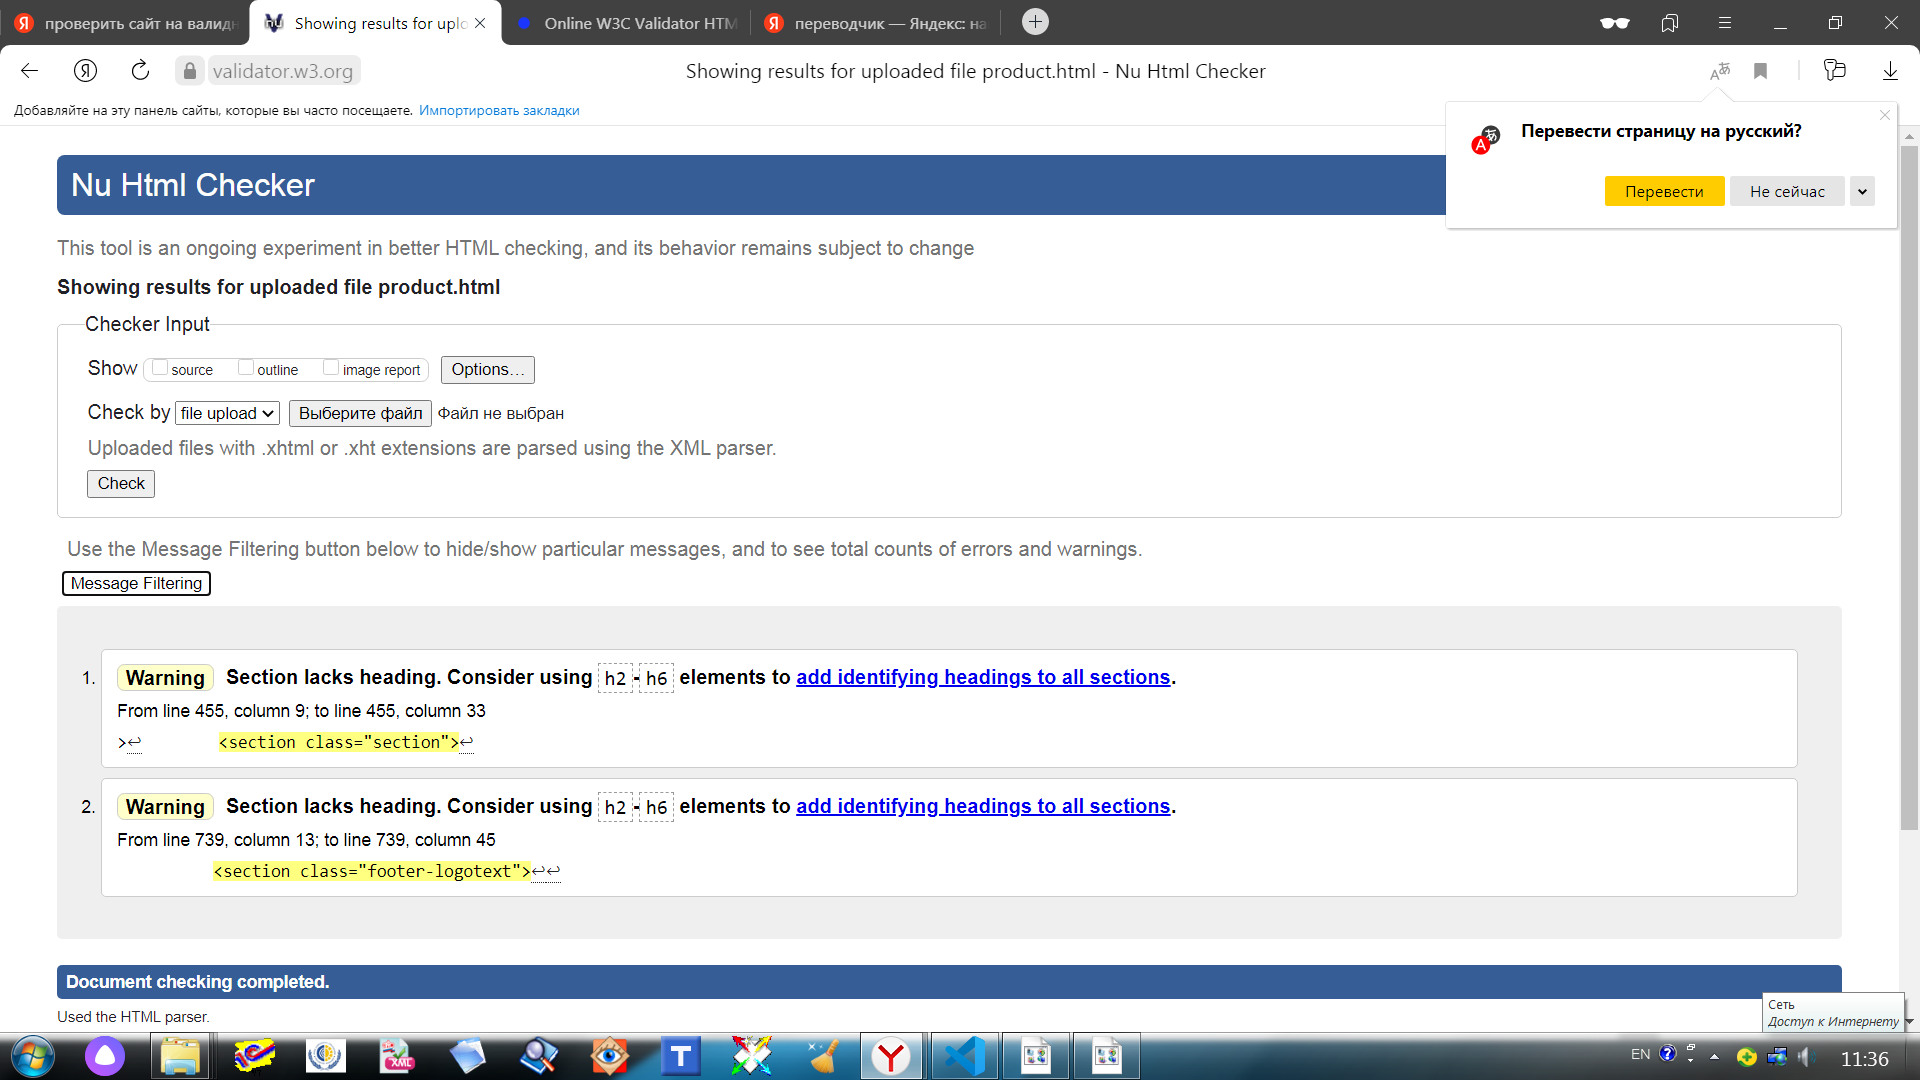 проверить сайт на валидн
Showing results for uplo
Online W3C Validator HTM
переводчик — Яндекс: на
validator.w3.org
Showing results for uploaded file product.html - Nu Html Checker
Добавляйте на эту панель сайты, которые вы часто посещаете. Импортировать закладки
Перевести страницу на русский?
Перевести
Не сейчас
Nu Html Checker
This tool is an ongoing experiment in better HTML checking, and its behavior remains subject to change
Showing results for uploaded file product.html
Checker Input
Show source outline image report Options…
Check by file upload Выберите файл Файл не выбран
Uploaded files with .xhtml or .xht extensions are parsed using the XML parser.
Check
Use the Message Filtering button below to hide/show particular messages, and to see total counts of errors and warnings.
Message Filtering
1. Warning Section lacks heading. Consider using h2-h6 elements to add identifying headings to all sections.
From line 455, column 9; to line 455, column 33
>↩ <section class="section">↩
2. Warning Section lacks heading. Consider using h2-h6 elements to add identifying headings to all sections.
From line 739, column 13; to line 739, column 45
<section class="footer-logotext">↩↩
Document checking completed.
Used the HTML parser.
Сеть
Доступ к Интернету
EN
11:36